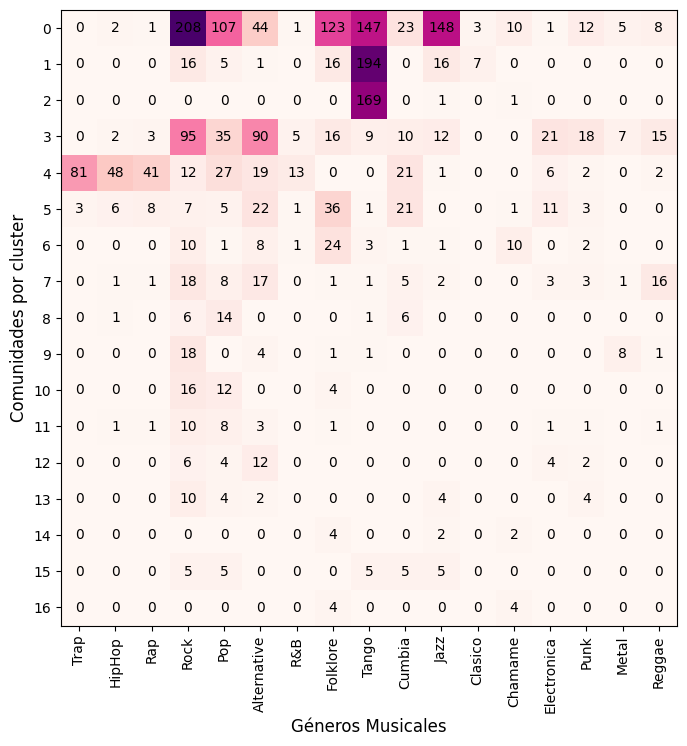 0 0 2 1 208 107 44 1 123 147 23 148 3 10 1 12 5 8
1 0 0 0 16 5 1 0 16 194 0 16 7 0 0 0 0 0
2 0 0 0 0 0 0 0 0 169 0 1 0 1 0 0 0 0
3 0 2 3 95 35 90 5 16 9 10 12 0 0 21 18 7 15
4 81 48 41 12 27 19 13 0 0 21 1 0 0 6 2 0 2
5 3 6 8 7 5 22 1 36 1 21 0 0 1 11 3 0 0
6 0 0 0 10 1 8 1 24 3 1 1 0 10 0 2 0 0
7 0 1 1 18 8 17 0 1 1 5 2 0 0 3 3 1 16
8 0 1 0 6 14 0 0 0 1 6 0 0 0 0 0 0 0
9 0 0 0 18 0 4 0 1 1 0 0 0 0 0 0 8 1
10 0 0 0 16 12 0 0 4 0 0 0 0 0 0 0 0 0
11 0 1 1 10 8 3 0 1 0 0 0 0 0 1 1 0 1
12 0 0 0 6 4 12 0 0 0 0 0 0 0 4 2 0 0
13 0 0 0 10 4 2 0 0 0 0 4 0 0 0 4 0 0
14 0 0 0 0 0 0 0 4 0 0 2 0 2 0 0 0 0
15 0 0 0 5 5 0 0 0 5 5 5 0 0 0 0 0 0
16 0 0 0 0 0 0 0 4 0 0 0 0 4 0 0 0 0
Comunidades por cluster
Trap HipHop Rap Rock Pop Alternative R&B Folklore Tango Cumbia Jazz Clasico Chamame Electronica Punk Metal Reggae
Géneros Musicales